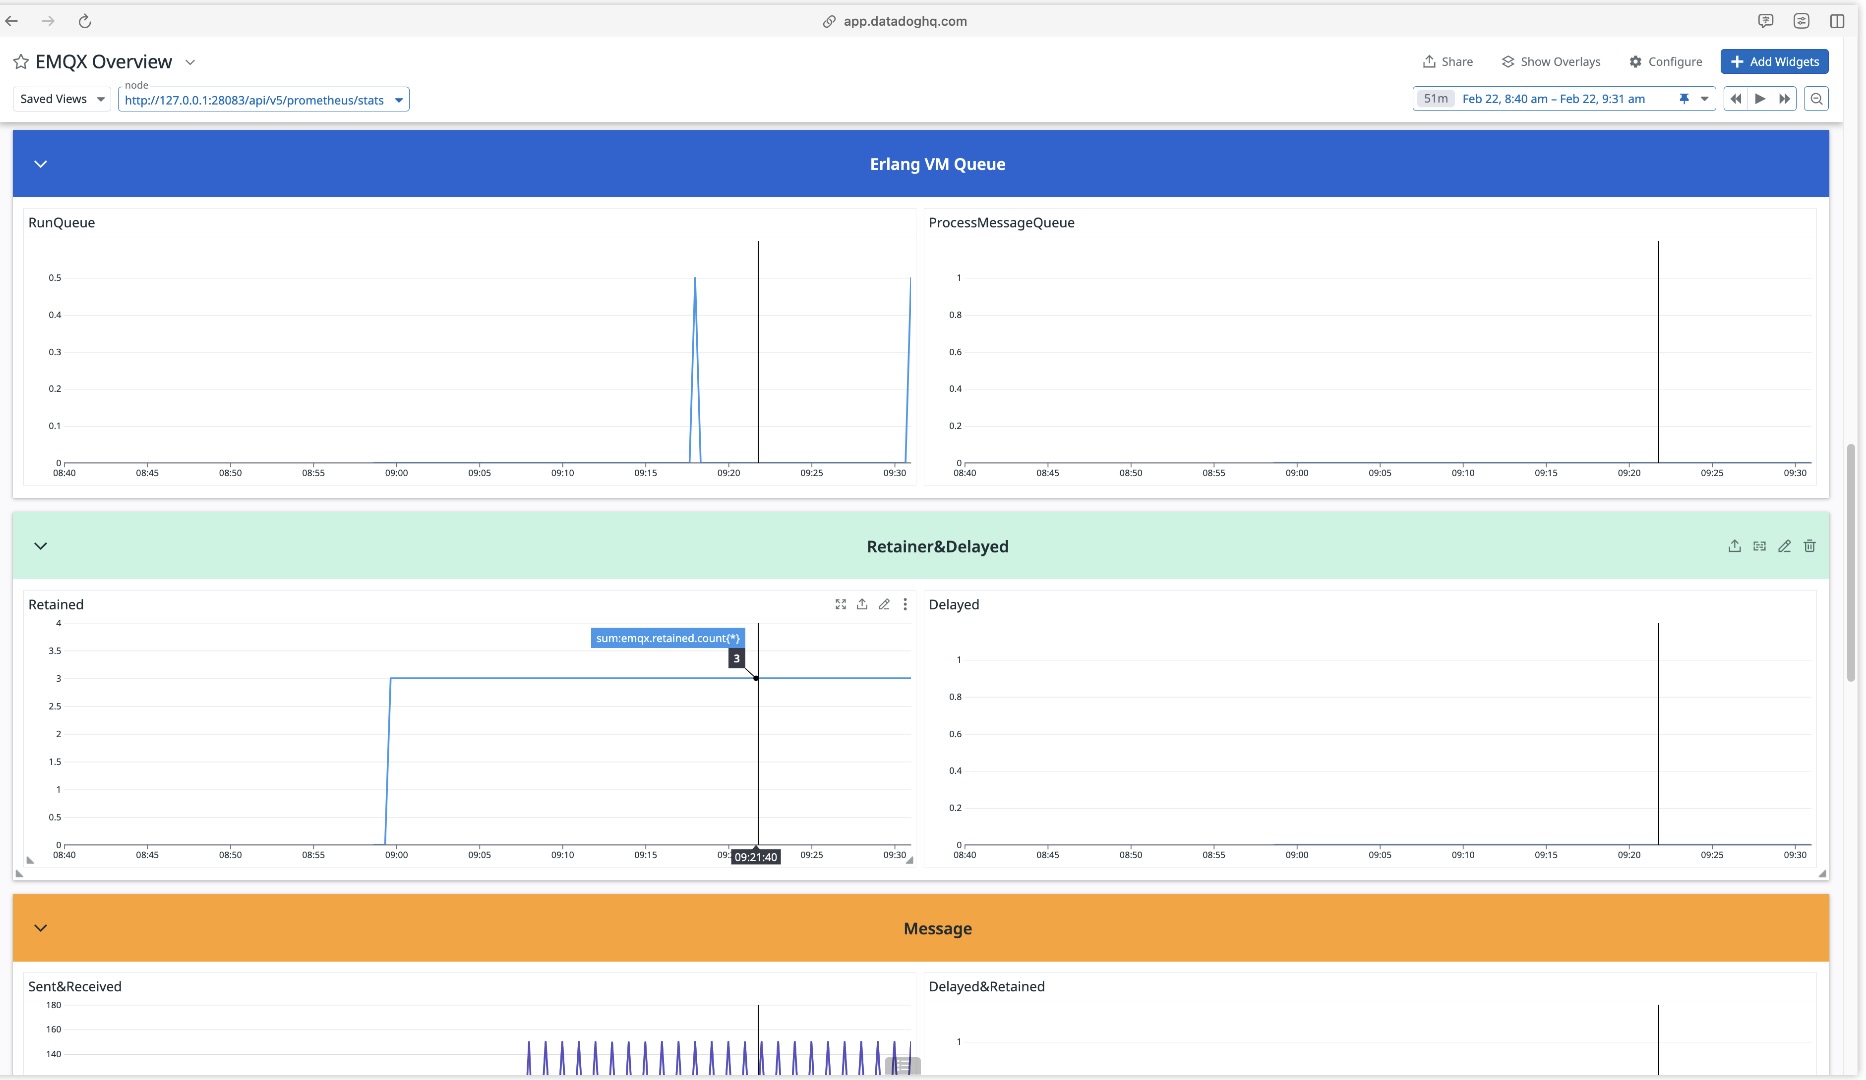 app.datadoghq.com
EMQX Overview
Share
Show Overlays
Configure
Add Widgets
Saved Views
node
http://127.0.0.1:28083/api/v5/prometheus/stats
51m
Feb 22, 8:40 am – Feb 22, 9:31 am
Erlang VM Queue
RunQueue
0.5
0.4
0.3
0.2
0.1
0
08:40 08:45 08:50 08:55 09:00 09:05 09:10 09:15 09:20 09:25 09:30
ProcessMessageQueue
1
0.8
0.6
0.4
0.2
0
08:40 08:45 08:50 08:55 09:00 09:05 09:10 09:15 09:20 09:25 09:30
Retainer&Delayed
Retained
sum:emqx.retained.count{*}
3
4
3.5
3
2.5
2
1.5
1
0.5
0
08:40 08:45 08:50 08:55 09:00 09:05 09:10 09:15 09: 09:21:40 09:25 09:30
Delayed
1
0.8
0.6
0.4
0.2
0
08:40 08:45 08:50 08:55 09:00 09:05 09:10 09:15 09:20 09:25 09:30
Message
Sent&Received
180
160
140
Delayed&Retained
1